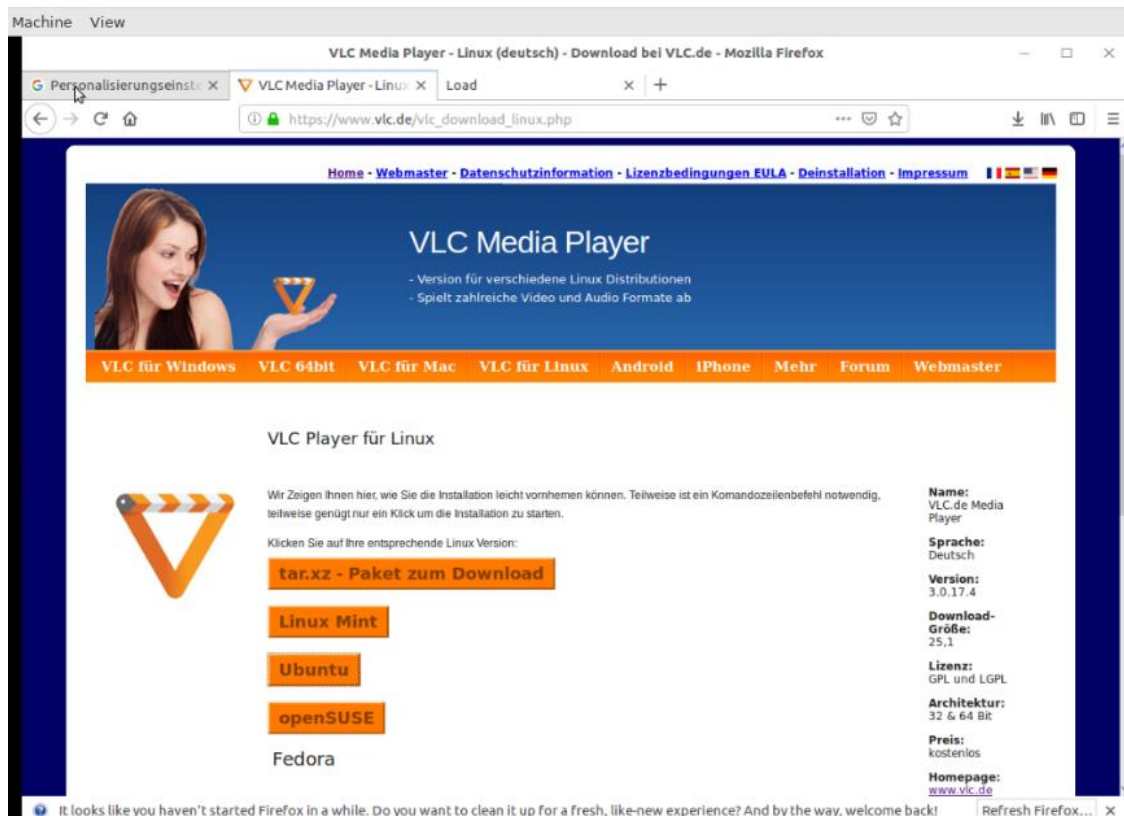 Machine View
VLC Media Player - Linux (deutsch) - Download bei VLC.de - Mozilla Firefox
Personalisierungseinste
VLC Media Player - Linux
Load
https://www.vlc.de/vlc_download_linux.php
Home - Webmaster - Datenschutzinformation - Lizenzbedingungen EULA - Deinstallation - Impressum
VLC Media Player
- Version für verschiedene Linux Distributionen
- Spielt zahlreiche Video und Audio Formate ab
VLC für Windows VLC 64bit VLC für Mac VLC für Linux Android iPhone Mehr Forum Webmaster
VLC Player für Linux
Wir Zeigen Ihnen hier, wie Sie die Installation leicht vornhemen können. Teilweise ist ein Komandozeilenbefehl notwendig,
teilweise genügt nur ein Klick um die Installation zu starten.
Klicken Sie auf Ihre entsprechende Linux Version:
tar.xz - Paket zum Download
Linux Mint
Ubuntu
openSUSE
Fedora
Name:
VLC.de Media
Player
Sprache:
Deutsch
Version:
3.0.17.4
Download-
Größe:
25,1
Lizenz:
GPL und LGPL
Architektur:
32 & 64 Bit
Preis:
kostenlos
Homepage:
www.vlc.de
It looks like you haven't started Firefox in a while. Do you want to clean it up for a fresh, like-new experience? And by the way, welcome back!
Refresh Firefox...